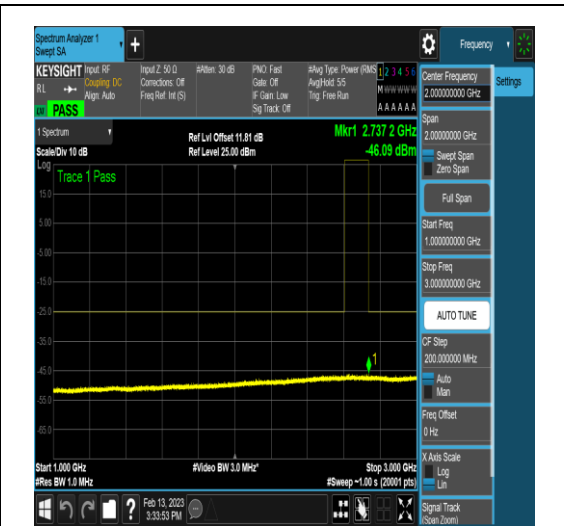 Spectrum Analyzer 1
Swept SA
Frequency
KEYSIGHT
RL
PASS
Input: RF
Coupling: DC
Align: Auto
Input Z: 50 Ω
Corrections: Off
Freq Ref: Int (S)
#Atten: 30 dB
PNO: Fast
Gate: Off
IF Gain: Low
Sig Track: Off
#Avg Type: Power (RMS)
Avg|Hold: 5/5
Trig: Free Run
1 2 3 4 5 6
M W W W W W
A A A A A A
1 Spectrum
Scale/Div 10 dB
Ref Lvl Offset 11.81 dB
Ref Level 25.00 dBm
Mkr1 2.737 2 GHz
-46.09 dBm
Log
Trace 1 Pass
15.0
5.00
-5.00
-15.0
-25.0
-35.0
-45.0
-55.0
-65.0
1
Start 1.000 GHz
#Res BW 1.0 MHz
#Video BW 3.0 MHz*
Stop 3.000 GHz
#Sweep ~1.00 s (20001 pts)
Feb 13, 2023
3:33:53 PM
Center Frequency
2.000000000 GHz
Settings
Span
2.00000000 GHz
Swept Span
Zero Span
Full Span
Start Freq
1.000000000 GHz
Stop Freq
3.000000000 GHz
AUTO TUNE
CF Step
200.000000 MHz
Auto
Man
Freq Offset
0 Hz
X Axis Scale
Log
Lin
Signal Track
(Span Zoom)